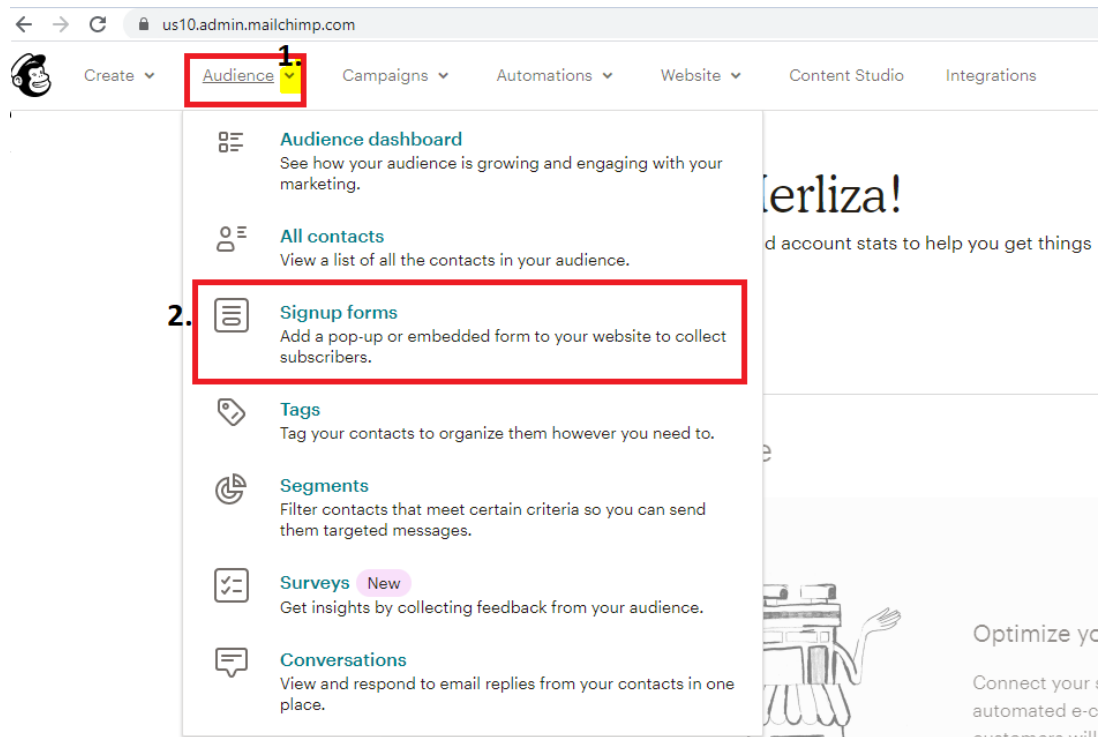 us10.admin.mailchimp.com
1.
Create Audience Campaigns Automations Website Content Studio Integrations
Audience dashboard
See how your audience is growing and engaging with your
marketing.
erliza!
d account stats to help you get things
All contacts
View a list of all the contacts in your audience.
2.
Signup forms
Add a pop-up or embedded form to your website to collect
subscribers.
Tags
Tag your contacts to organize them however you need to.
Segments
Filter contacts that meet certain criteria so you can send
them targeted messages.
Surveys New
Get insights by collecting feedback from your audience.
Conversations
View and respond to email replies from your contacts in one
place.
Optimize yo
Connect your s
automated e-c